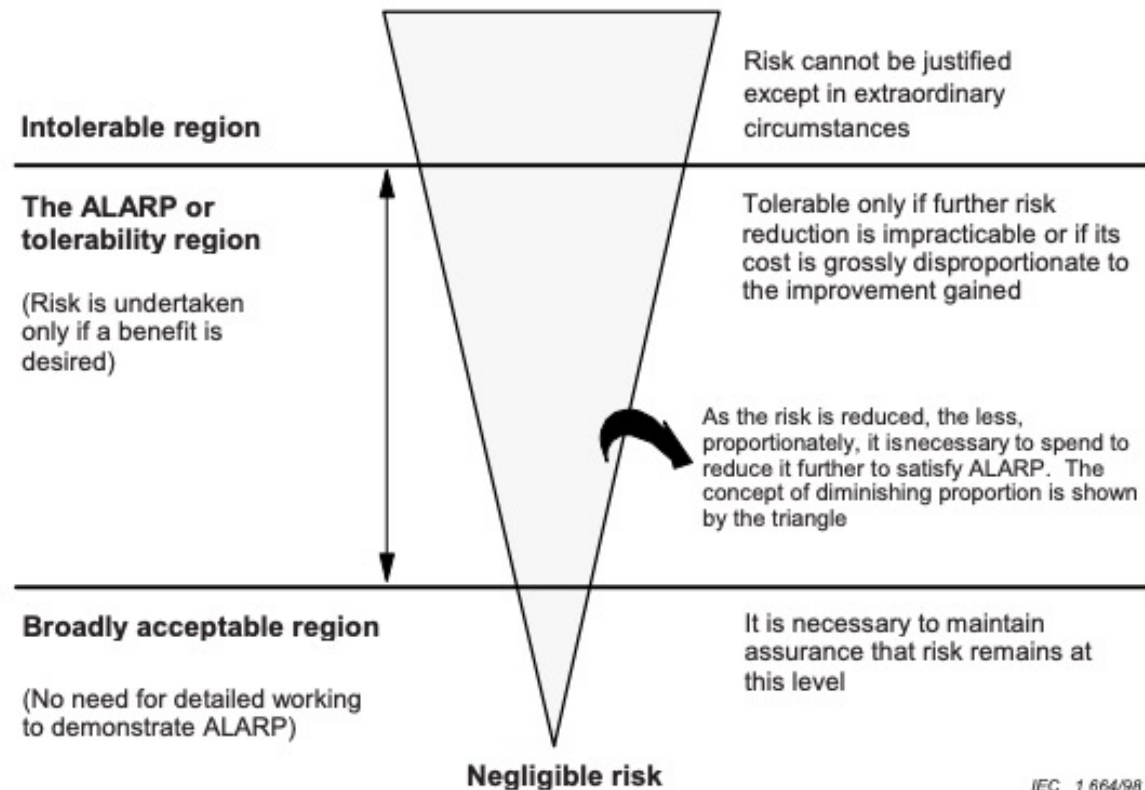 Risk cannot be justified
except in extraordinary
circumstances
Intolerable region
The ALARP or
tolerability region
(Risk is undertaken
only if a benefit is
desired)
Tolerable only if further risk
reduction is impracticable or if its
cost is grossly disproportionate to
the improvement gained
As the risk is reduced, the less,
proportionately, it is necessary to spend to
reduce it further to satisfy ALARP. The
concept of diminishing proportion is shown
by the triangle
Broadly acceptable region
(No need for detailed working
to demonstrate ALARP)
It is necessary to maintain
assurance that risk remains at
this level
Negligible risk
IEC 1 664/98